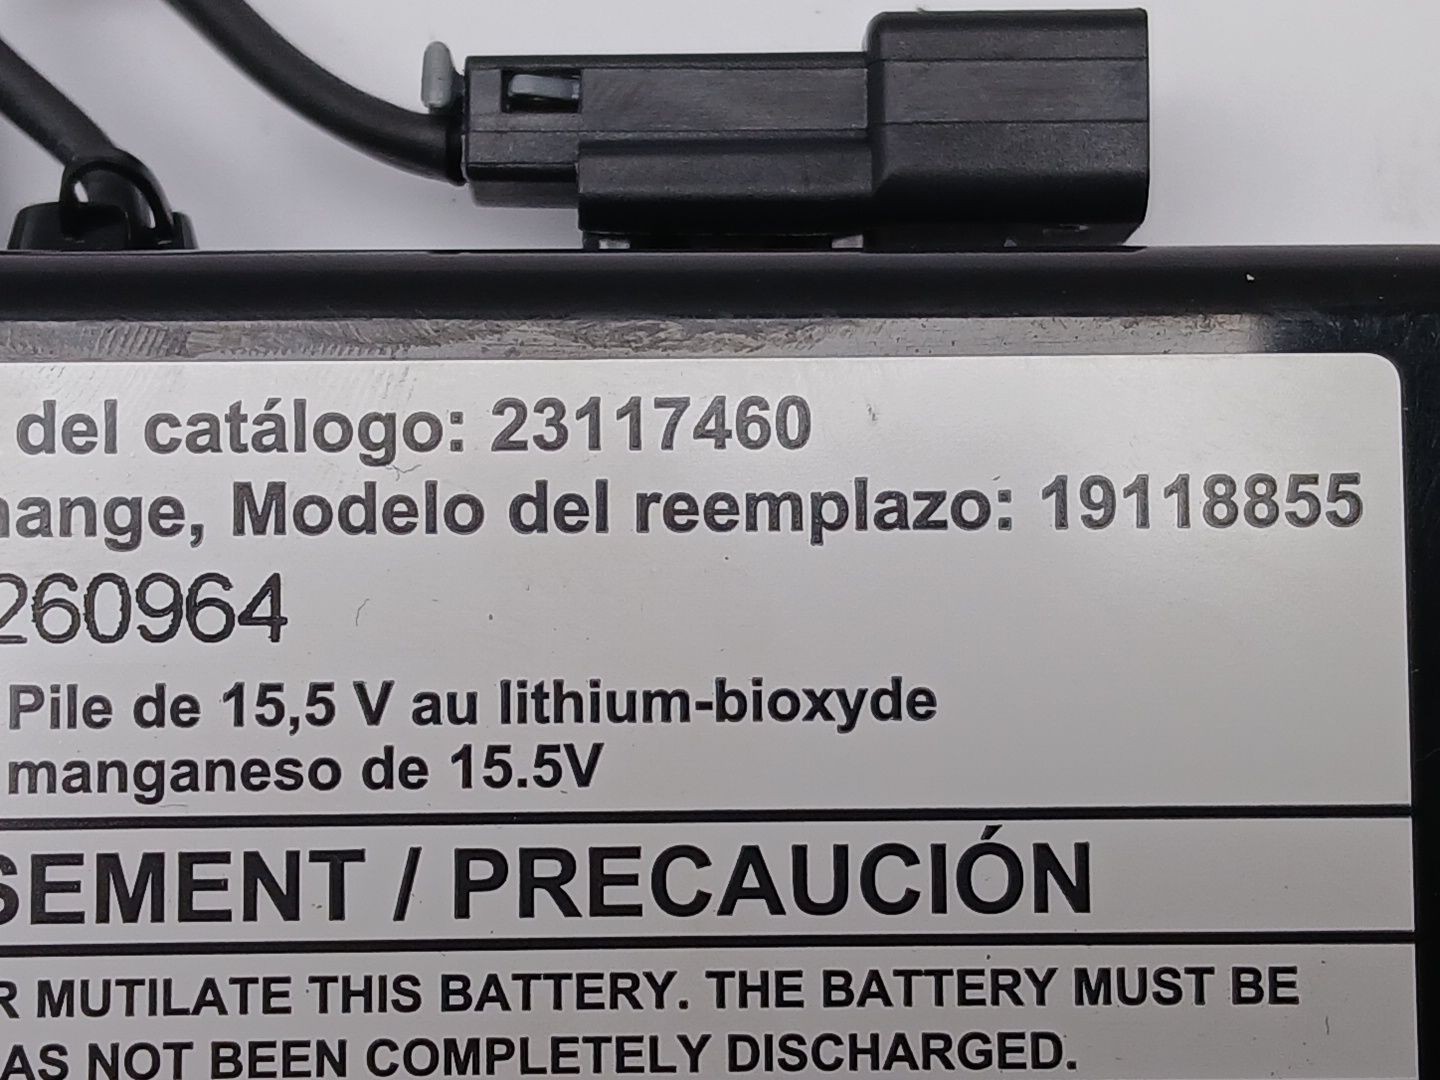 del catálogo: 23117460
ange, Modelo del reemplazo: 19118855
260964
Pile de 15,5 V au lithium-bioxyde
manganeso de 15.5V
SEMENT / PRECAUCIÓN
R MUTILATE THIS BATTERY. THE BATTERY MUST BE
AS NOT BEEN COMPLETELY DISCHARGED.